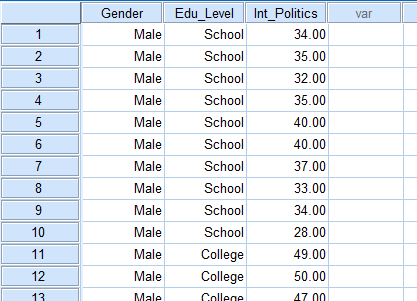 Gender Edu_Level Int_Politics var
1 Male School 34.00
2 Male School 35.00
3 Male School 32.00
4 Male School 35.00
5 Male School 40.00
6 Male School 40.00
7 Male School 37.00
8 Male School 33.00
9 Male School 34.00
10 Male School 28.00
11 Male College 49.00
12 Male College 50.00
13 Male College 47.00